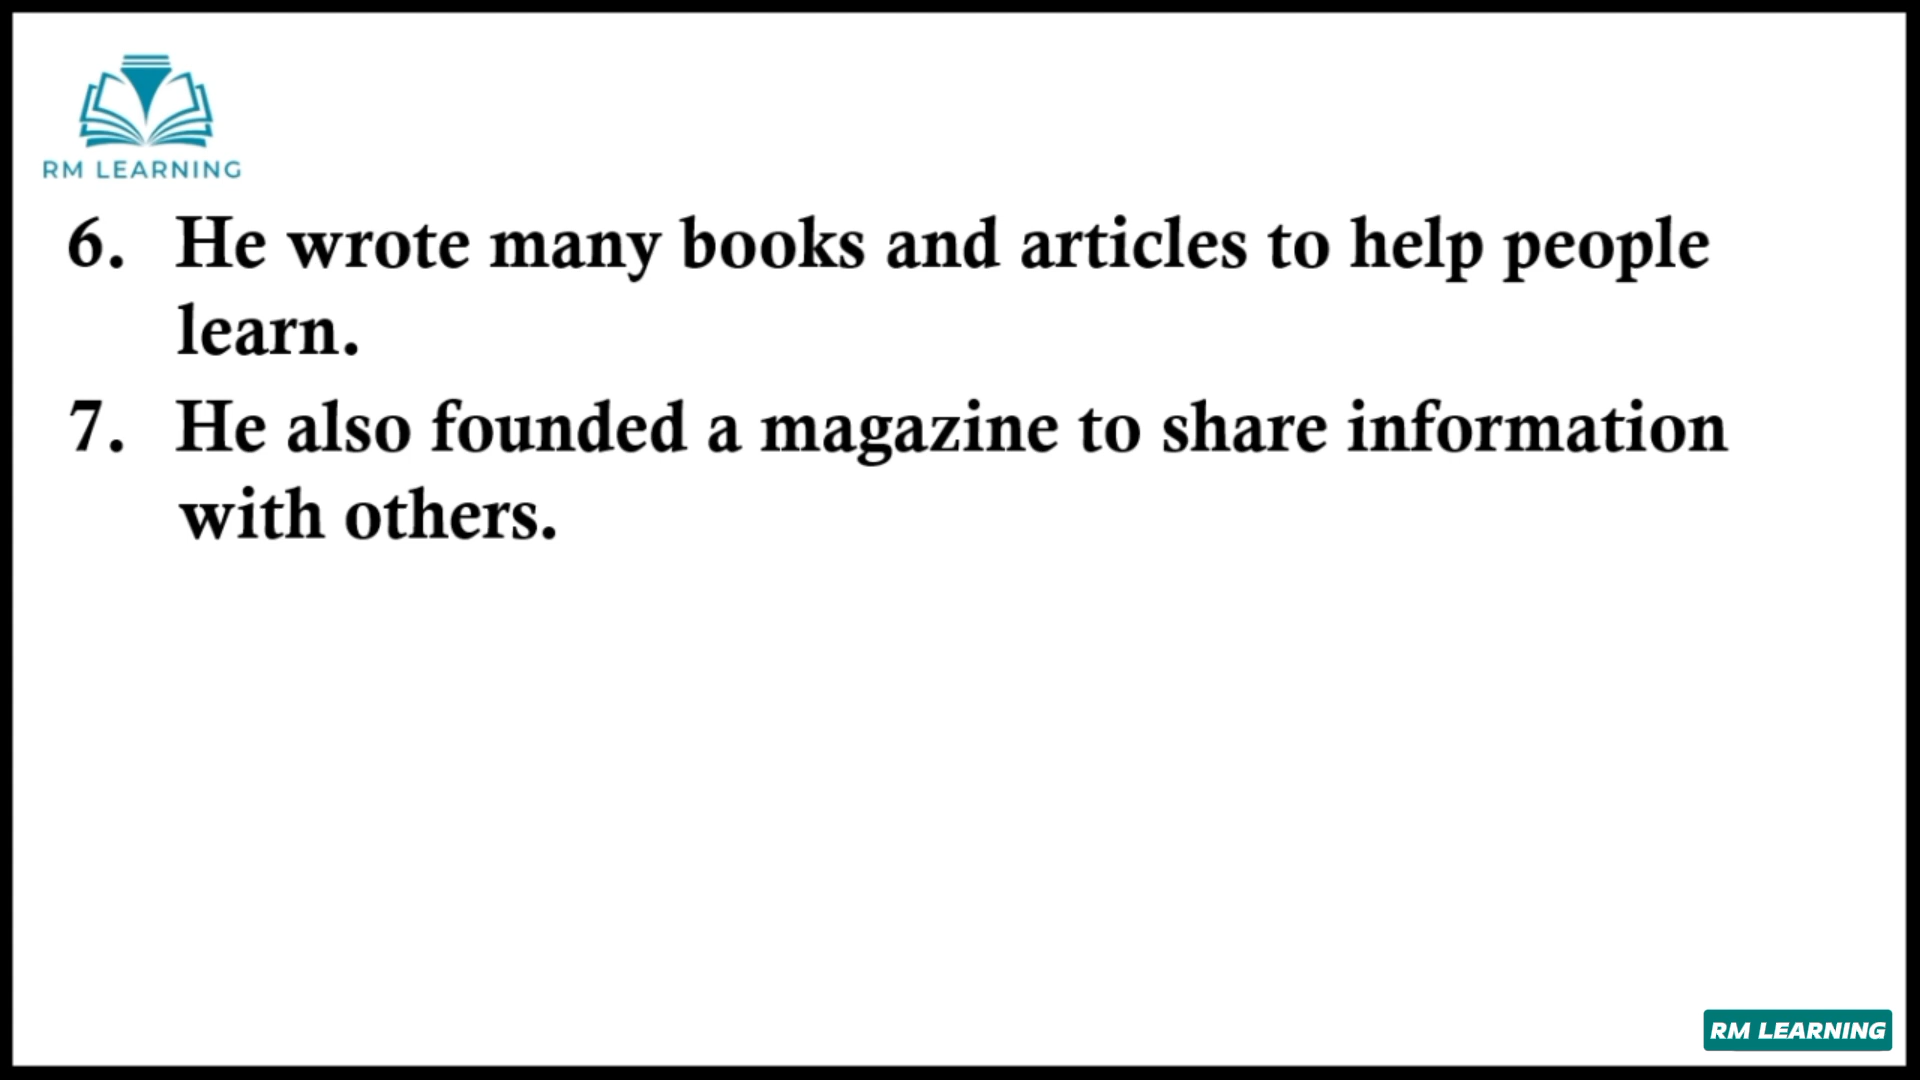 RM LEARNING
6. He wrote many books and articles to help people
learn.
7. He also founded a magazine to share information
with others.
RM LEARNING